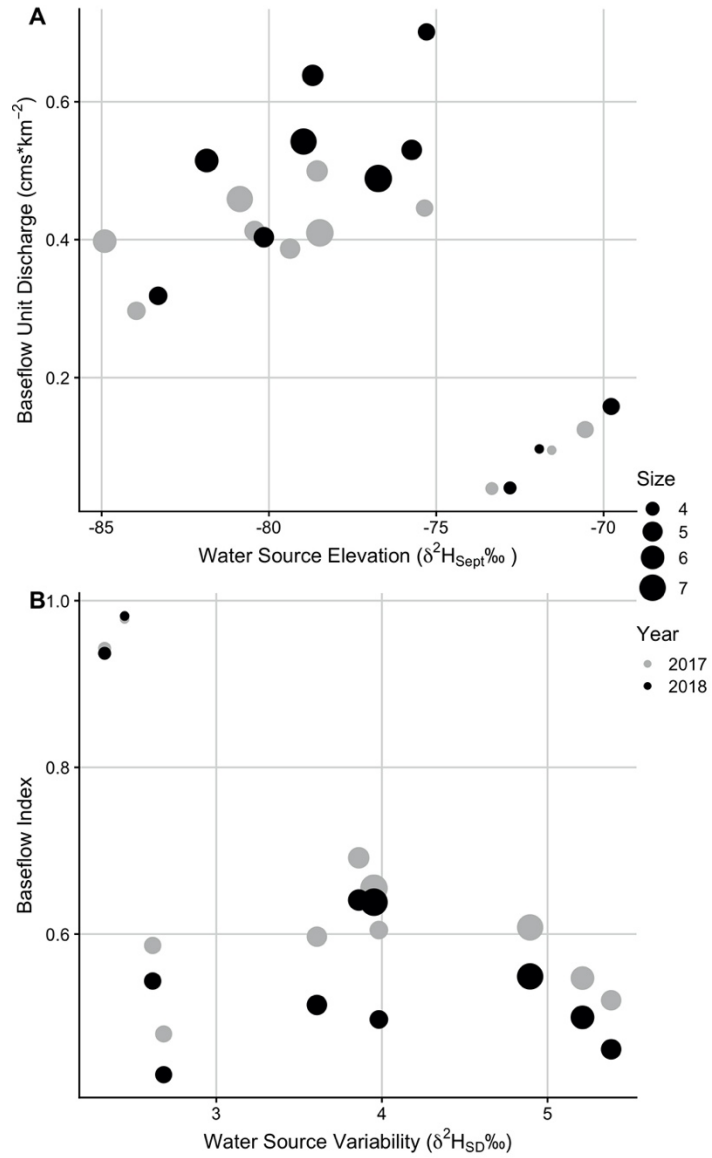 A
Baseflow Unit Discharge (cms*km⁻²)
0.6
0.4
0.2
-85
-80
-75
-70
Water Source Elevation (δ²H_Sept‰ )
Size
4
5
6
7
Year
2017
2018
B
Baseflow Index
1.0
0.8
0.6
3
4
5
Water Source Variability (δ²H_SD‰)